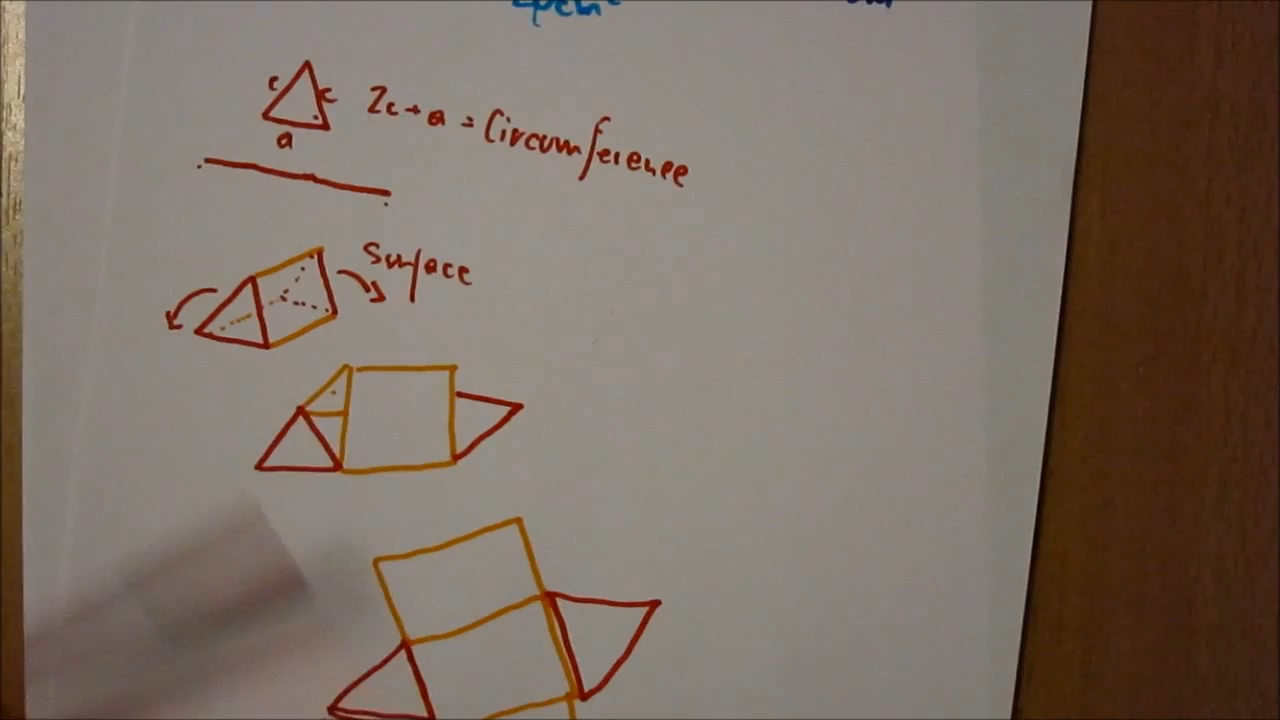 c c 2c + a = Circumference
a
Surface